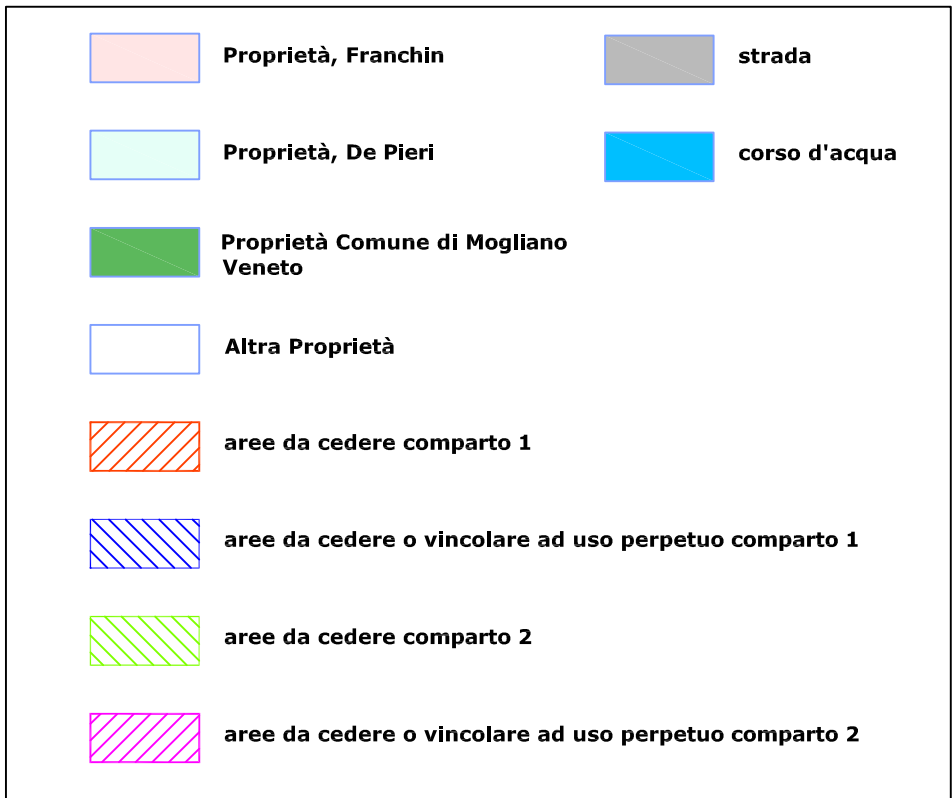 Proprietà, Franchin
strada
Proprietà, De Pieri
corso d'acqua
Proprietà Comune di Mogliano
Veneto
Altra Proprietà
aree da cedere comparto 1
aree da cedere o vincolare ad uso perpetuo comparto 1
aree da cedere comparto 2
aree da cedere o vincolare ad uso perpetuo comparto 2